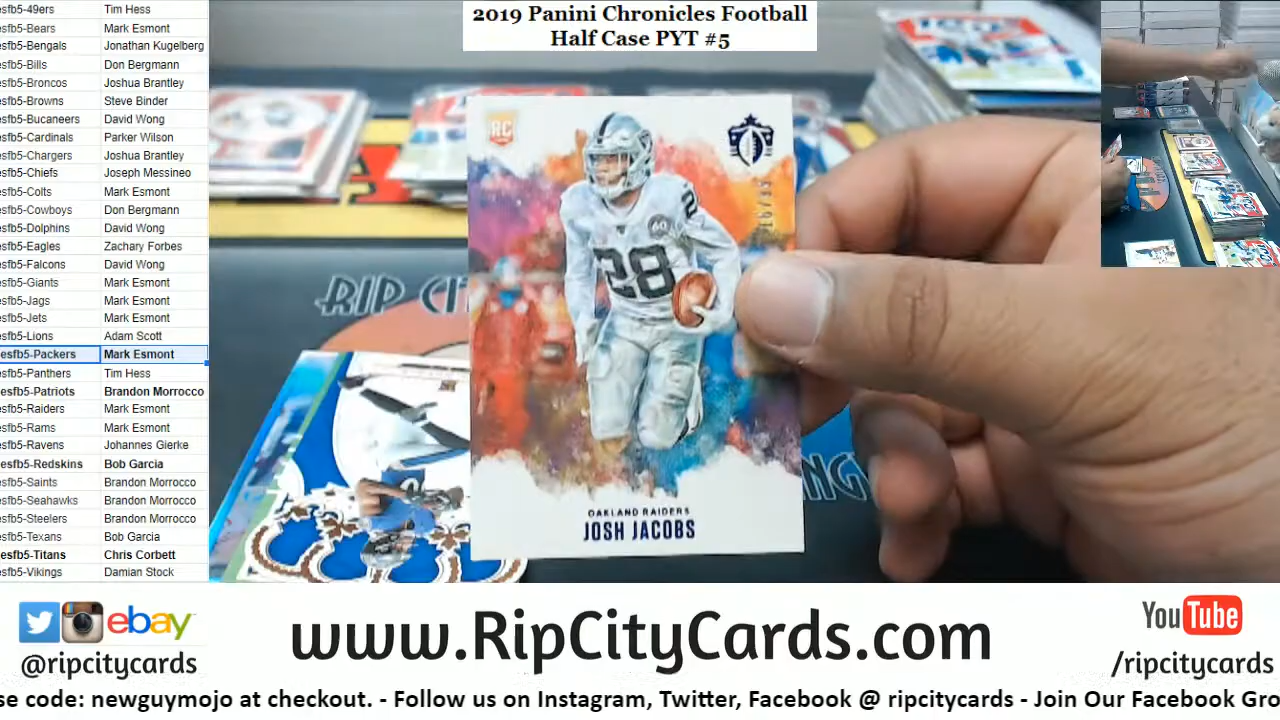 2019 Panini Chronicles Football
Half Case PYT #5
esfb5-49ers Tim Hess
esfb5-Bears Mark Esmont
esfb5-Bengals Jonathan Kugelberg
esfb5-Bills Don Bergmann
esfb5-Broncos Joshua Brantley
esfb5-Browns Steve Binder
esfb5-Bucaneers David Wong
esfb5-Cardinals Parker Wilson
esfb5-Chargers Joshua Brantley
esfb5-Chiefs Joseph Messineo
esfb5-Colts Mark Esmont
esfb5-Cowboys Don Bergmann
esfb5-Dolphins David Wong
esfb5-Eagles Zachary Forbes
esfb5-Falcons David Wong
esfb5-Giants Mark Esmont
esfb5-Jags Mark Esmont
esfb5-Jets Mark Esmont
esfb5-Lions Adam Scott
esfb5-Packers Mark Esmont
esfb5-Panthers Tim Hess
esfb5-Patriots Brandon Morrocco
esfb5-Raiders Mark Esmont
esfb5-Rams Mark Esmont
esfb5-Ravens Johannes Gierke
esfb5-Redskins Bob Garcia
esfb5-Saints Brandon Morrocco
esfb5-Seahawks Brandon Morrocco
esfb5-Steelers Brandon Morrocco
esfb5-Texans Bob Garcia
esfb5-Titans Chris Corbett
esfb5-Vikings Damian Stock
RC
60
28
RIP CI
OAKLAND RAIDERS
JOSH JACOBS
ebay
@ripcitycards
www.RipCityCards.com
YouTube
/ripcitycards
se code: newguymojo at checkout. - Follow us on Instagram, Twitter, Facebook @ ripcitycards - Join Our Facebook Gro